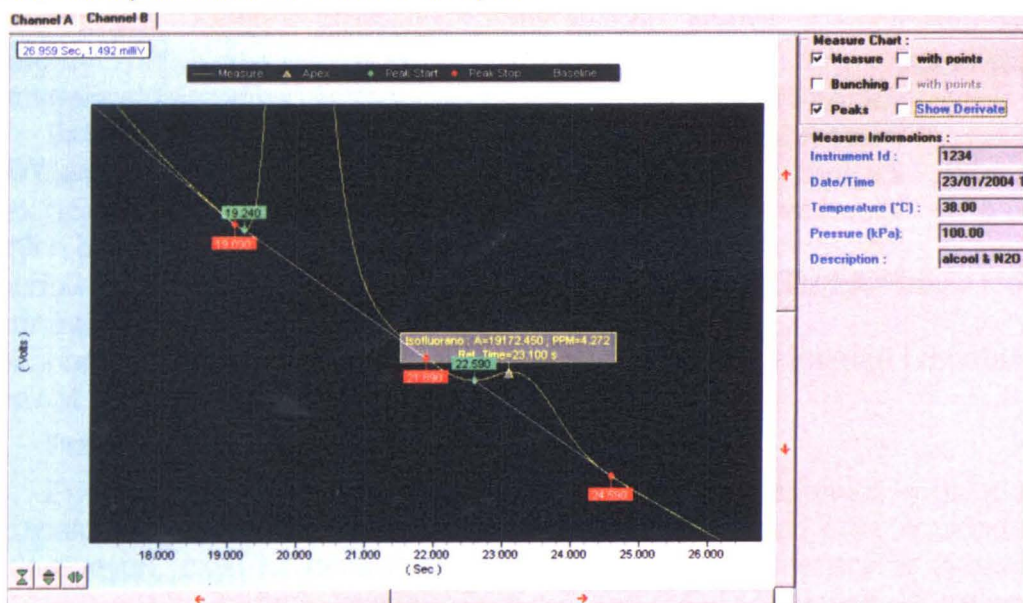 Channel A Channel B
26.959 Sec, 1.492 milliV
Measure Apex Peak Start Peak Stop Baseline
19.240
Isofluorano : A=19172.450 ; PPM=4.272
Ret. Time=23.100 s
22.590
21.890
24.590
(Volts)
18.000 19.000 20.000 21.000 22.000 23.000 24.000 25.000 26.000
(Sec)
Measure Chart :
Measure with points
Bunching with points
Peaks Show Derivate
Measure Informations :
Instrument Id : 1234
Date/Time 23/01/2004 1
Temperature (°C) : 38.00
Pressure (kPa): 100.00
Description : alcool & N2O